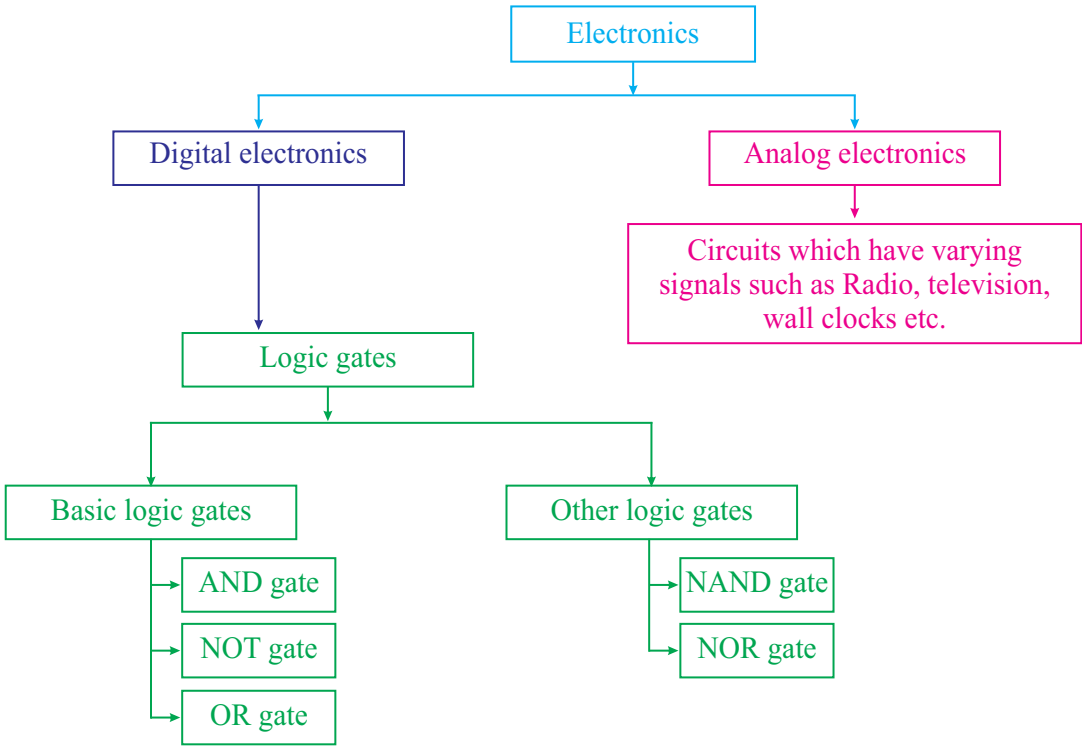 Electronics
Digital electronics
Analog electronics
Circuits which have varying
signals such as Radio, television,
wall clocks etc.
Logic gates
Basic logic gates
Other logic gates
AND gate
NAND gate
NOT gate
NOR gate
OR gate